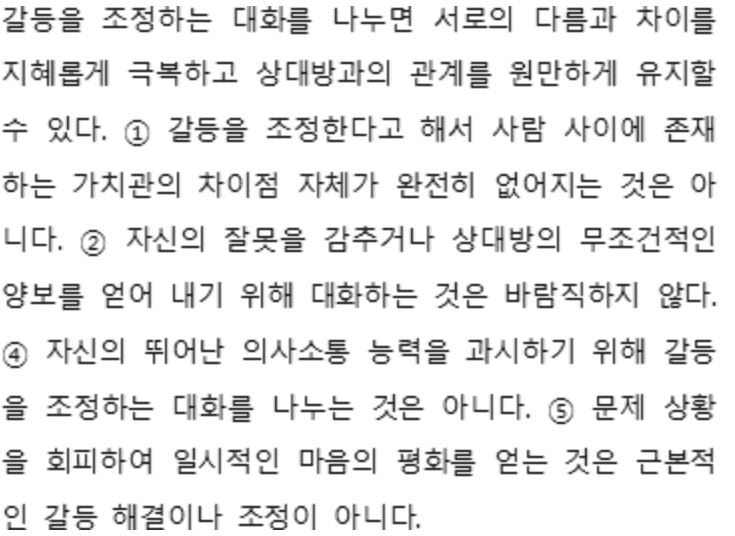 갈등을 조정하는 대화를 나누면 서로의 다름과 차이를
지혜롭게 극복하고 상대방과의 관계를 원만하게 유지할
수 있다. ① 갈등을 조정한다고 해서 사람 사이에 존재
하는 가치관의 차이점 자체가 완전히 없어지는 것은 아
니다. ② 자신의 잘못을 감추거나 상대방의 무조건적인
양보를 얻어 내기 위해 대화하는 것은 바람직하지 않다.
④ 자신의 뛰어난 의사소통 능력을 과시하기 위해 갈등
을 조정하는 대화를 나누는 것은 아니다. ⑤ 문제 상황
을 회피하여 일시적인 마음의 평화를 얻는 것은 근본적
인 갈등 해결이나 조정이 아니다.